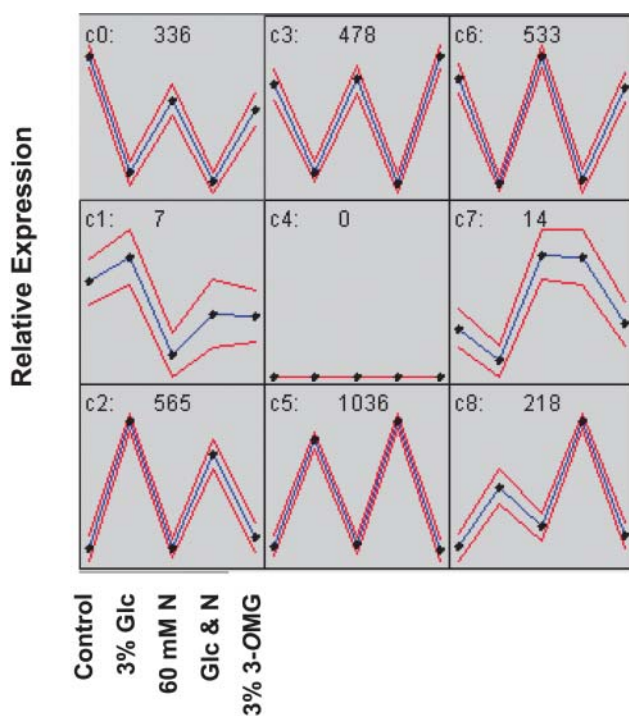 Relative Expression
c0: 336
c3: 478
c6: 533
c1: 7
c4: 0
c7: 14
c2: 565
c5: 1036
c8: 218
Control
3% Glc
60 mM N
Glc & N
3% 3-OMG